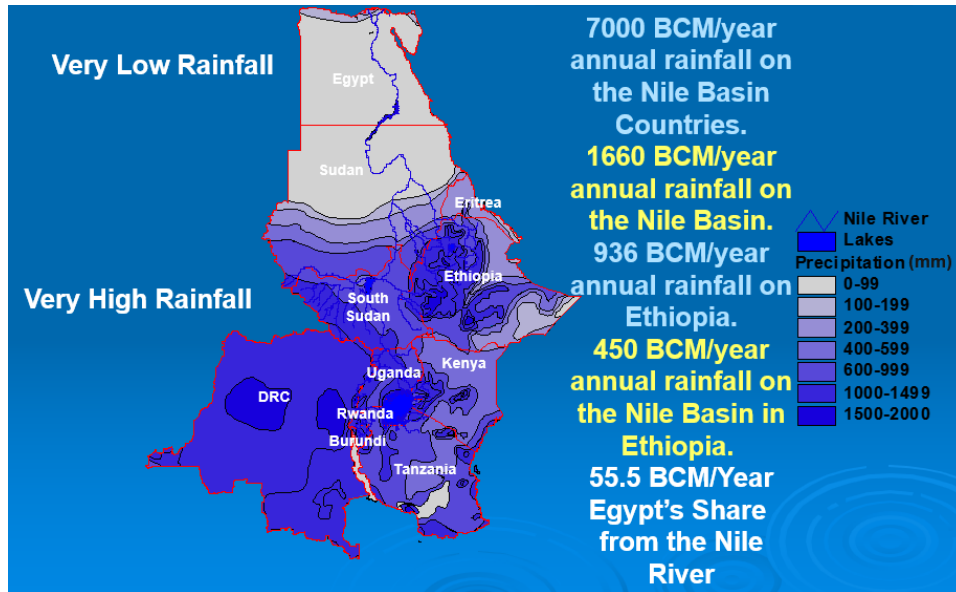 Very Low Rainfall
Very High Rainfall
Egypt
Sudan
Eritrea
Ethiopia
South
Sudan
Kenya
Uganda
DRC
Rwanda
Burundi
Tanzania
7000 BCM/year
annual rainfall on
the Nile Basin
Countries.
1660 BCM/year
annual rainfall on
the Nile Basin.
936 BCM/year
annual rainfall on
Ethiopia.
450 BCM/year
annual rainfall on
the Nile Basin in
Ethiopia.
55.5 BCM/Year
Egypt’s Share
from the Nile
River
Nile River
Lakes
Precipitation (mm)
0-99
100-199
200-399
400-599
600-999
1000-1499
1500-2000